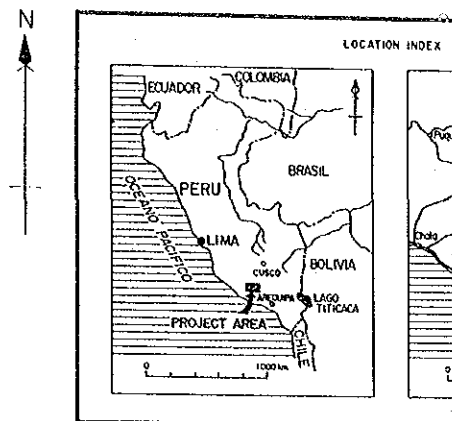 N
LOCATION INDEX
COLOMBIA
ECUADOR
BRASIL
PERU
OCEANO PACIFICO
LIMA
BOLIVIA
CUSCO
AREQUIPA
LAGO
TITICACA
PROJECT AREA
CHILE
0 1000 km
Chala